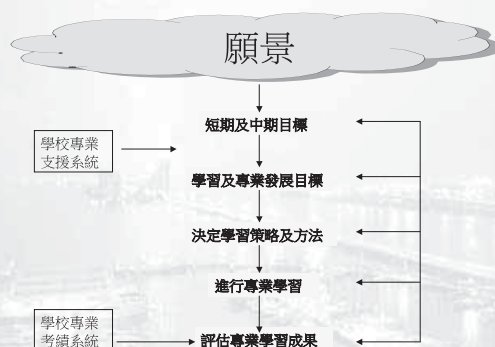 願景
短期及中期目標
學校專業
支援系統
學習及專業發展目標
決定學習策略及方法
進行專業學習
學校專業
考績系統
評估專業學習成果